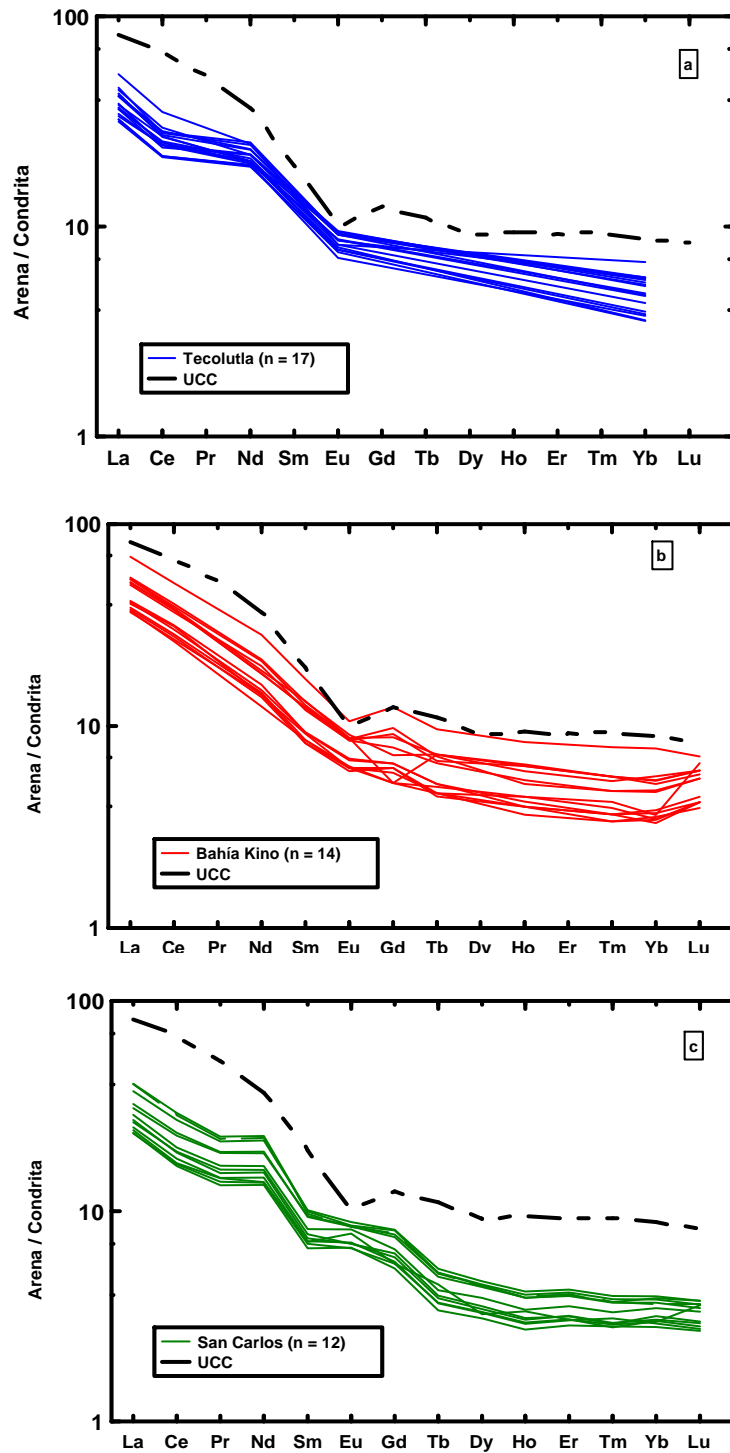 100
a
10
Arena / Condrita
Tecolutla (n = 17)
UCC
1
La Ce Pr Nd Sm Eu Gd Tb Dy Ho Er Tm Yb Lu
100
b
10
Arena / Condrita
Bahía Kino (n = 14)
UCC
1
La Ce Pr Nd Sm Eu Gd Tb Dy Ho Er Tm Yb Lu
100
c
10
Arena / Condrita
San Carlos (n = 12)
UCC
1
La Ce Pr Nd Sm Eu Gd Tb Dy Ho Er Tm Yb Lu